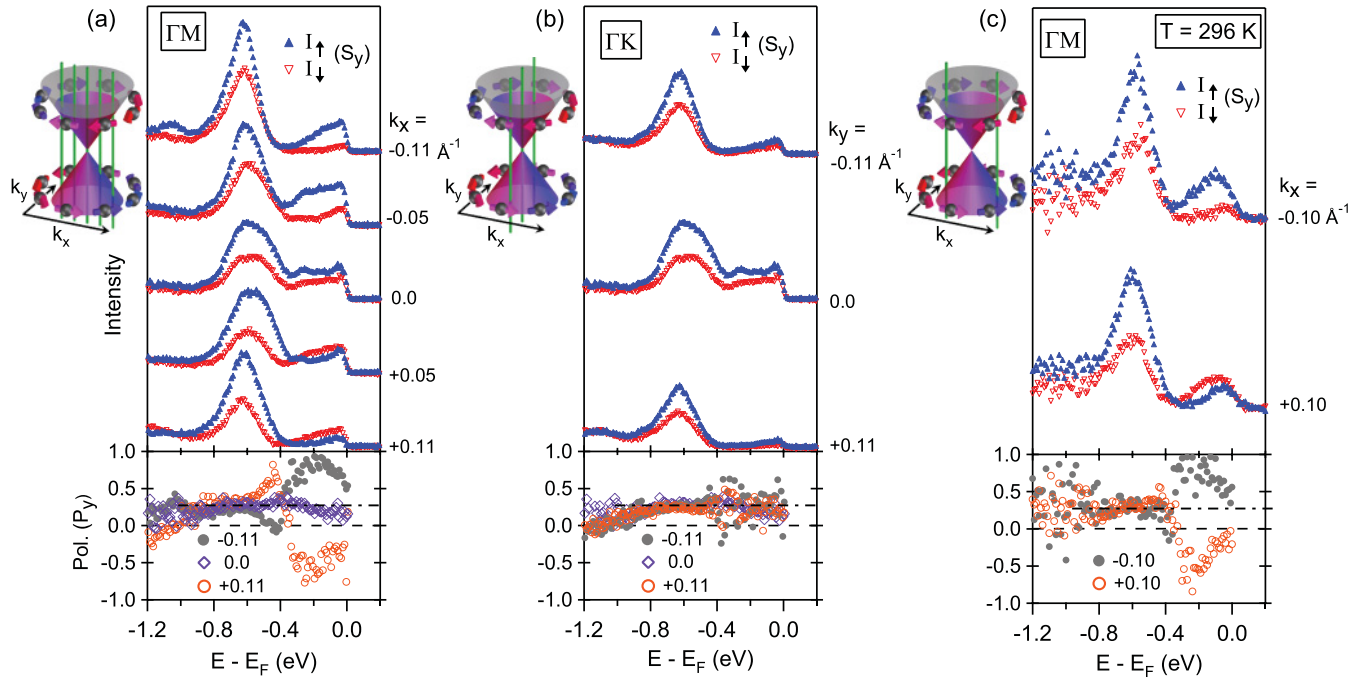 (a)
ΓM
I↑
I↓
(Sy)
kx =
-0.11 Å-1
-0.05
0.0
+0.05
+0.11
ky
kx
Intensity
1.0
0.5
0.0
-0.5
-1.0
Pol. (Py)
-0.11
0.0
+0.11
-1.2 -0.8 -0.4 0.0
E - EF (eV)
(b)
ΓK
I↑
I↓
(Sy)
ky =
-0.11 Å-1
0.0
+0.11
ky
kx
1.0
0.5
0.0
-0.5
-1.0
-0.11
0.0
+0.11
-1.2 -0.8 -0.4 0.0
E - EF (eV)
(c)
ΓM
T = 296 K
I↑
I↓
(Sy)
kx =
-0.10 Å-1
+0.10
ky
kx
1.0
0.5
0.0
-0.5
-1.0
-0.10
+0.10
-1.2 -0.8 -0.4 0.0
E - EF (eV)